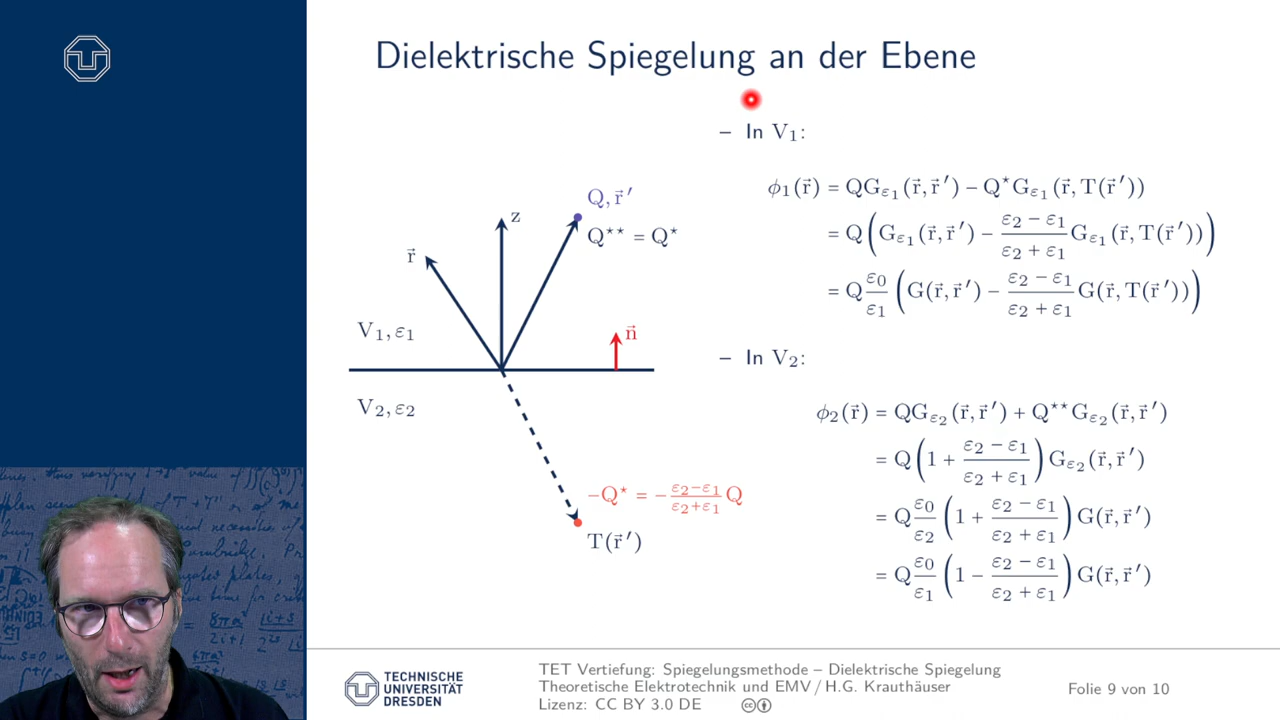 Dielektrische Spiegelung an der Ebene
– In V₁:
ϕ₁(r⃗) = QG_ε₁(r⃗, r⃗′) − Q⋆G_ε₁(r⃗, T(r⃗′))
= Q(G_ε₁(r⃗, r⃗′) − (ε₂ − ε₁)/(ε₂ + ε₁) G_ε₁(r⃗, T(r⃗′)))
= Q ε₀/ε₁ (G(r⃗, r⃗′) − (ε₂ − ε₁)/(ε₂ + ε₁) G(r⃗, T(r⃗′)))
– In V₂:
ϕ₂(r⃗) = QG_ε₂(r⃗, r⃗′) + Q⋆⋆G_ε₂(r⃗, r⃗′)
= Q(1 + (ε₂ − ε₁)/(ε₂ + ε₁)) G_ε₂(r⃗, r⃗′)
= Q ε₀/ε₂ (1 + (ε₂ − ε₁)/(ε₂ + ε₁)) G(r⃗, r⃗′)
= Q ε₀/ε₁ (1 − (ε₂ − ε₁)/(ε₂ + ε₁)) G(r⃗, r⃗′)
Q, r⃗′
z
Q⋆⋆ = Q⋆
r⃗
V₁, ε₁
n⃗
V₂, ε₂
−Q⋆ = −(ε₂−ε₁)/(ε₂+ε₁) Q
T(r⃗′)
TECHNISCHE
UNIVERSITÄT
DRESDEN
TET Vertiefung: Spiegelungsmethode – Dielektrische Spiegelung
Theoretische Elektrotechnik und EMV / H.G. Krauthäuser
Lizenz: CC BY 3.0 DE
Folie 9 von 10